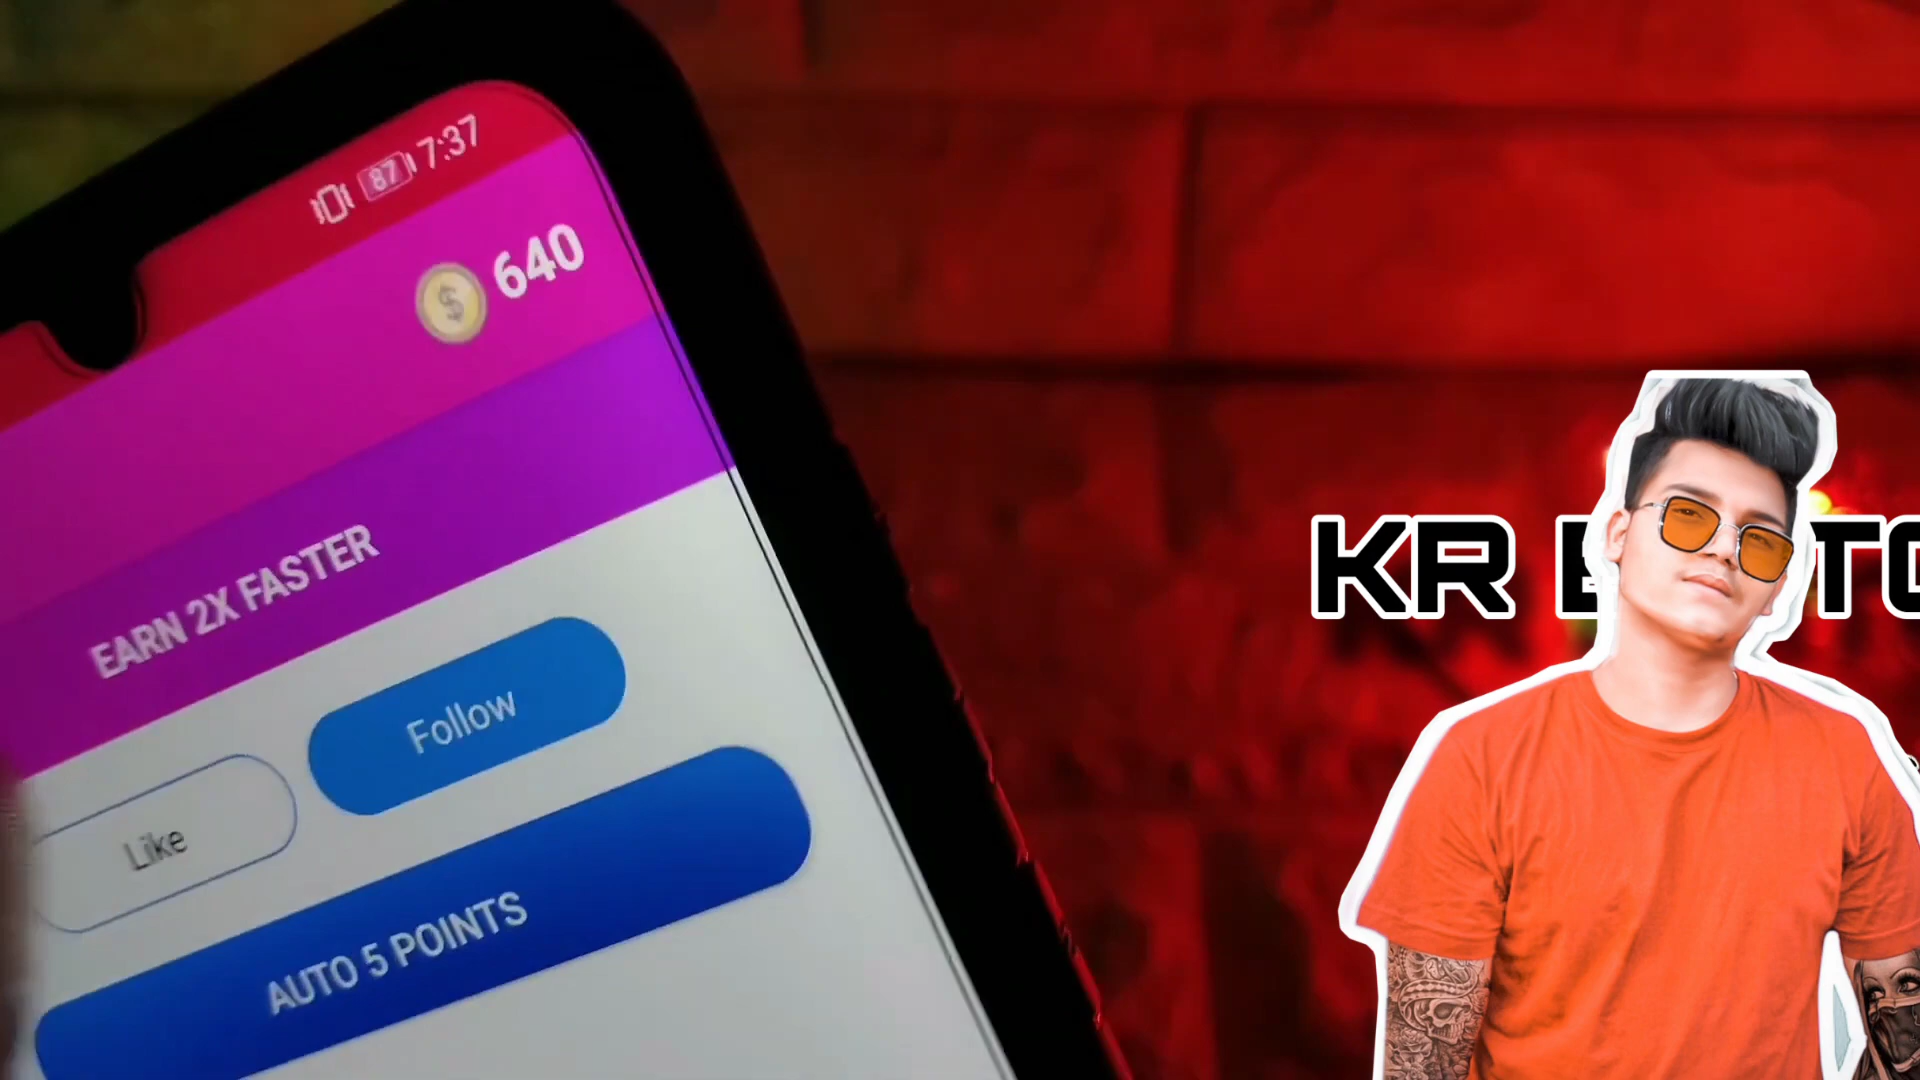 87 7:37
640
EARN 2X FASTER
Follow
Like
AUTO 5 POINTS
KR